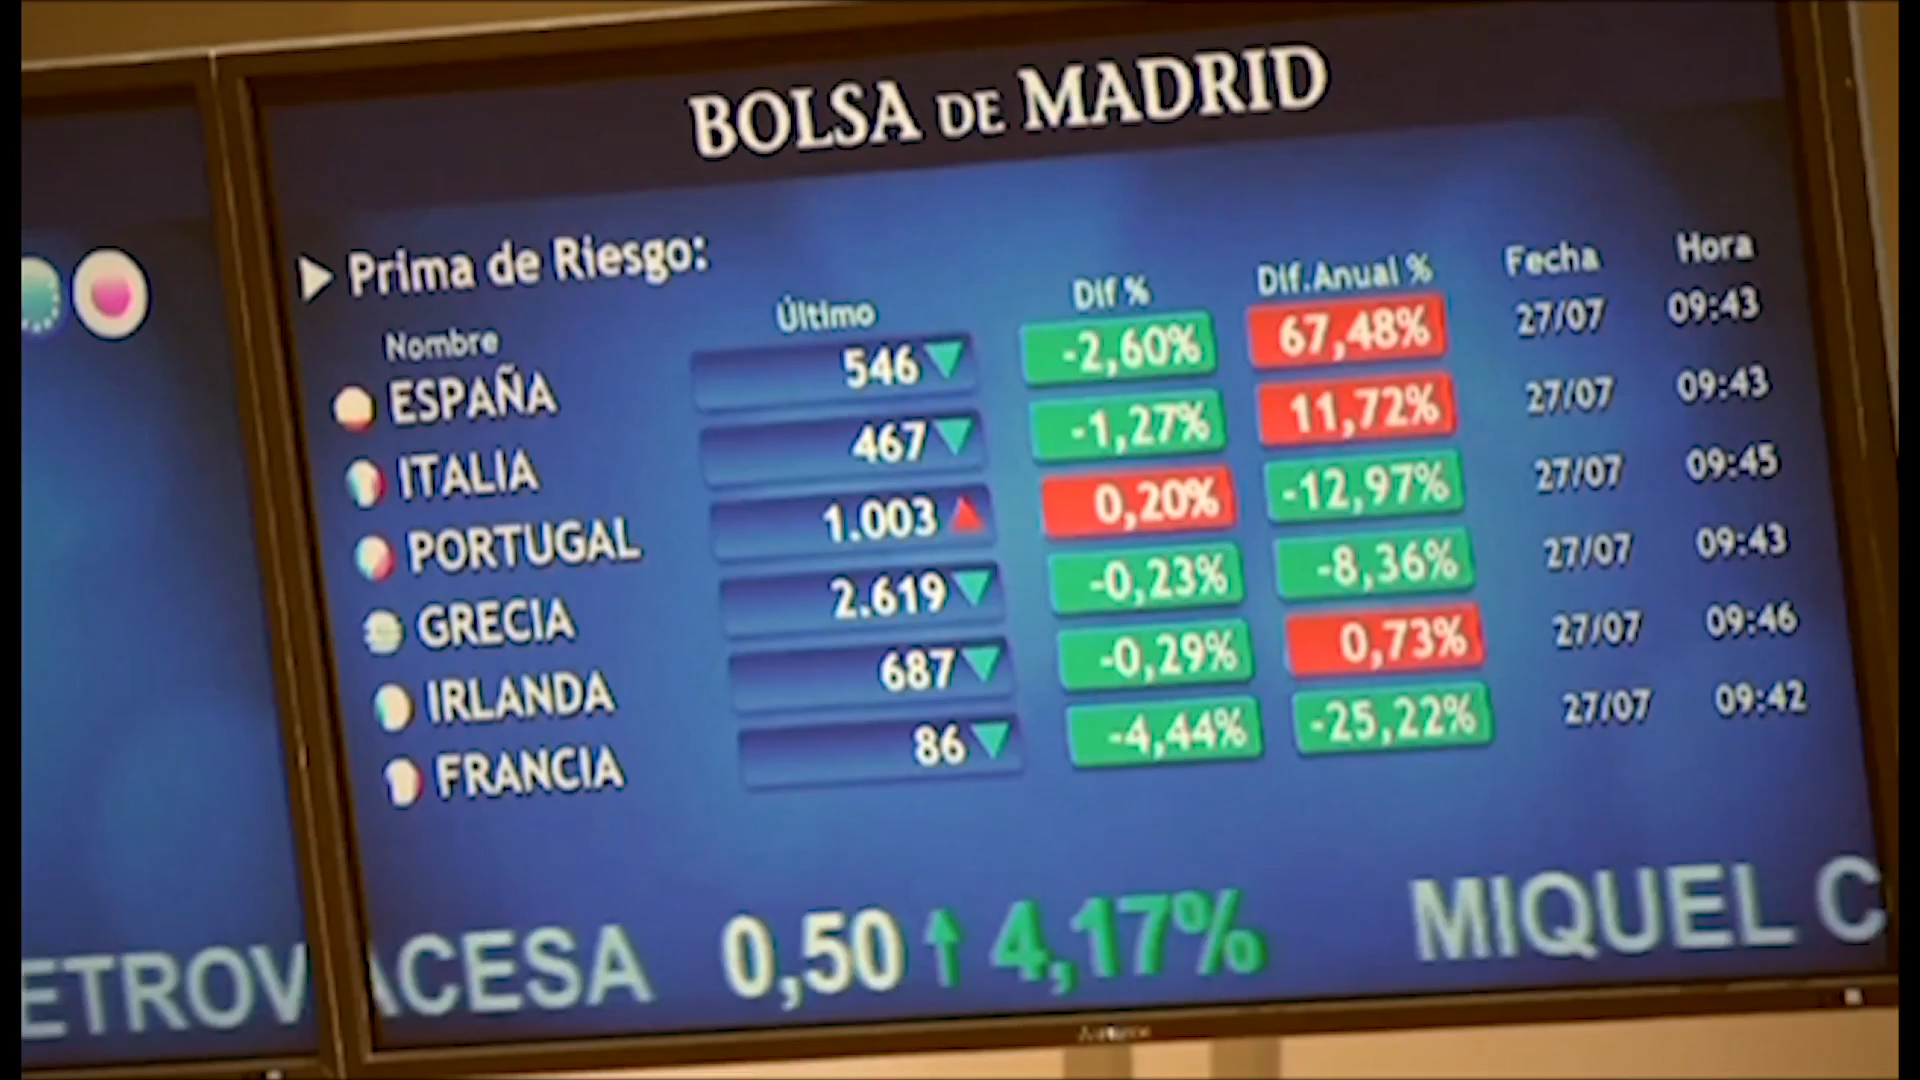 BOLSA DE MADRID
Prima de Riesgo:
Nombre Último Dif % Dif.Anual % Fecha Hora
ESPAÑA 546 -2,60% 67,48% 27/07 09:43
ITALIA 467 -1,27% 11,72% 27/07 09:43
PORTUGAL 1.003 0,20% -12,97% 27/07 09:45
GRECIA 2.619 -0,23% -8,36% 27/07 09:43
IRLANDA 687 -0,29% 0,73% 27/07 09:46
FRANCIA 86 -4,44% -25,22% 27/07 09:42
ETROVACESA 0,50 ↑ 4,17% MIQUEL C